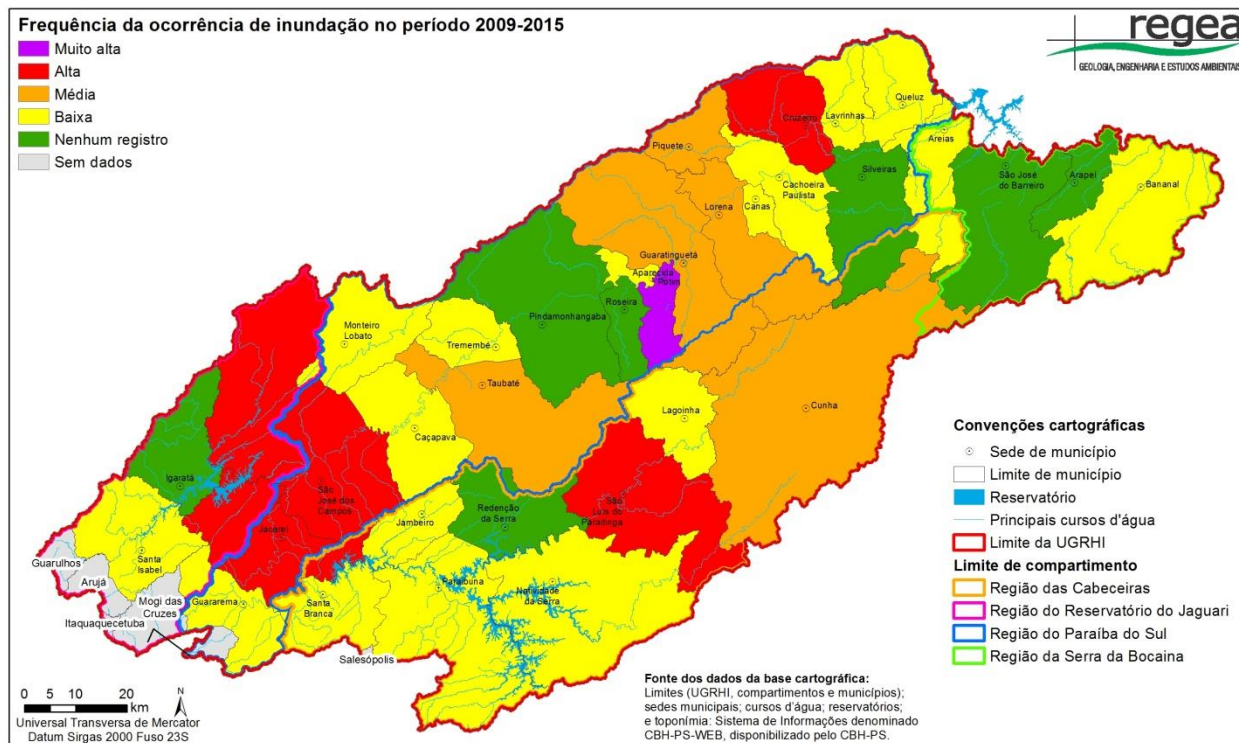 Frequência da ocorrência de inundação no período 2009-2015
Muito alta
Alta
Média
Baixa
Nenhum registro
Sem dados
regea
GEOLOGIA, ENGENHARIA E ESTUDOS AMBIENTAIS
Queluz
Lavrinhas
Cruzeiro
Areias
Piquete
Silveiras
São José
do Barreiro
Arapeí
Bananal
Cachoeira
Paulista
Canas
Lorena
Guaratinguetá
Aparecida
Potim
Roseira
Pindamonhangaba
Monteiro
Lobato
Tremembé
Taubaté
Cunha
Lagoinha
Caçapava
Igaratá
São
José dos
Campos
São
Luís do
Paraitinga
Redenção
da Serra
Jambeiro
Jacareí
Santa
Isabel
Guarulhos
Arujá
Mogi das
Cruzes
Itaquaquecetuba
Guararema
Santa
Branca
Paraibuna
Natividade
da Serra
Salesópolis
Convenções cartográficas
Sede de município
Limite de município
Reservatório
Principais cursos d'água
Limite da UGRHI
Limite de compartimento
Região das Cabeceiras
Região do Reservatório do Jaguari
Região do Paraíba do Sul
Região da Serra da Bocaina
Fonte dos dados da base cartográfica:
Limites (UGRHI, compartimentos e municípios);
sedes municipais; cursos d'água; reservatórios;
e toponímia: Sistema de Informações denominado
CBH-PS-WEB, disponibilizado pelo CBH-PS.
0 5 10 20
km
N
Universal Transversa de Mercator
Datum Sirgas 2000 Fuso 23S